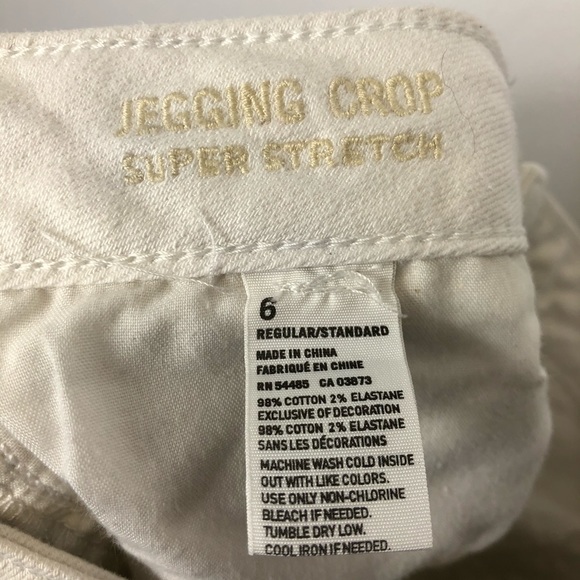 JEGGING CROP
SUPER STRETCH
6
REGULAR/STANDARD
MADE IN CHINA
FABRIQUÉ EN CHINE
RN 54485 CA 03873
98% COTTON 2% ELASTANE
EXCLUSIVE OF DECORATION
98% COTTON 2% ELASTANE
SANS LES DÉCORATIONS
MACHINE WASH COLD INSIDE
OUT WITH LIKE COLORS.
USE ONLY NON-CHLORINE
BLEACH IF NEEDED.
TUMBLE DRY LOW.
COOL IRON IF NEEDED.